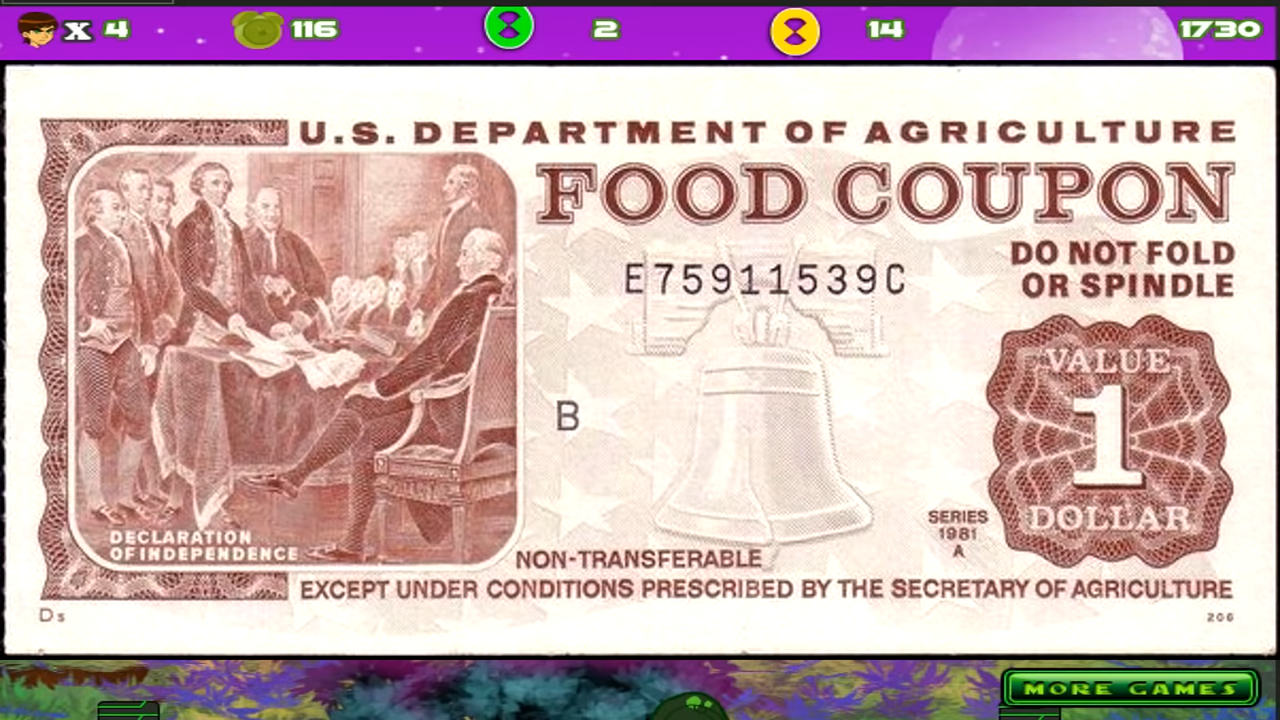 x 4 116 2 14 1730
U.S. DEPARTMENT OF AGRICULTURE
FOOD COUPON
DO NOT FOLD
OR SPINDLE
E75911539C
VALUE
1
DOLLAR
B
SERIES
1981
A
DECLARATION
OF INDEPENDENCE
NON-TRANSFERABLE
EXCEPT UNDER CONDITIONS PRESCRIBED BY THE SECRETARY OF AGRICULTURE
Ds 206
MORE GAMES